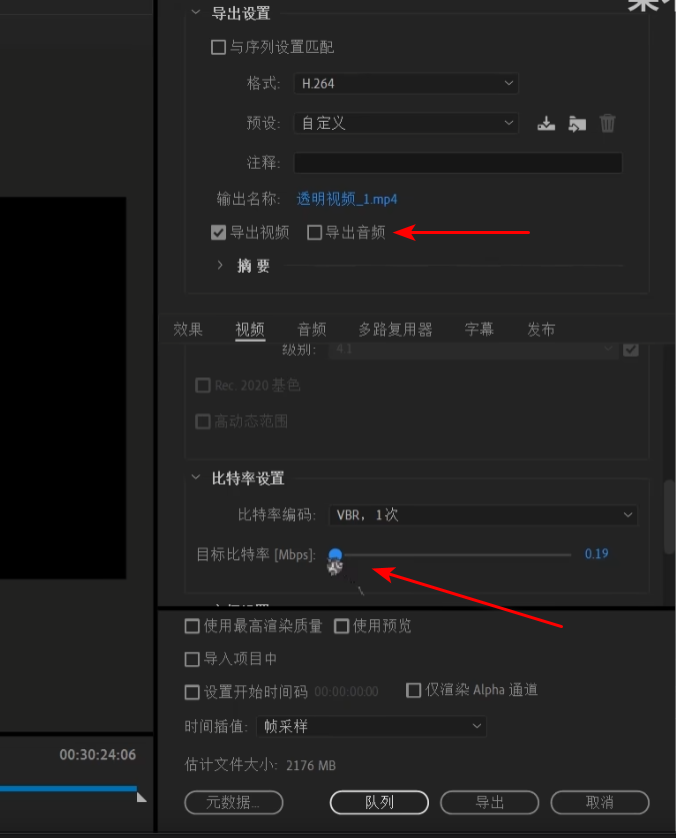 导出设置
与序列设置匹配
格式: H.264
预设: 自定义
注释:
输出名称: 透明视频_1.mp4
导出视频 导出音频
摘要
效果 视频 音频 多路复用器 字幕 发布
级别: 4.1
Rec. 2020 基色
高动态范围
比特率设置
比特率编码: VBR, 1次
目标比特率 [Mbps]: 0.19
使用最高渲染质量 使用预览
导入项目中
设置开始时间码 00:00:00:00 仅渲染 Alpha 通道
时间插值: 帧采样
00:30:24:06
估计文件大小: 2176 MB
元数据... 队列 导出 取消